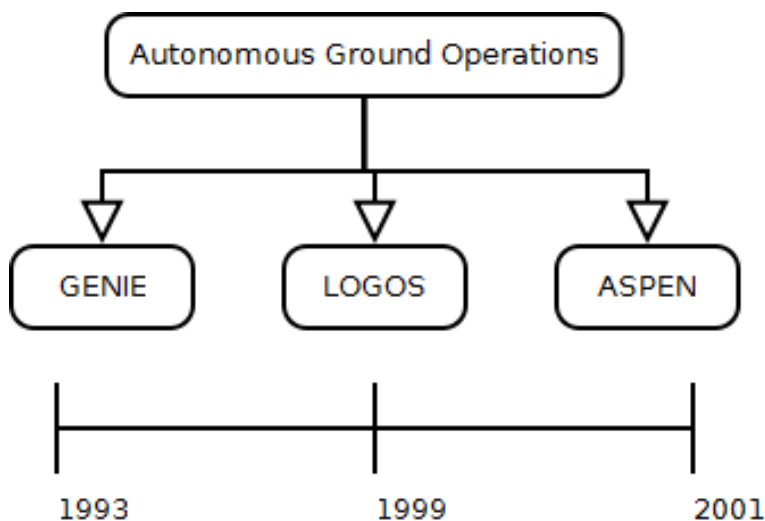 Autonomous Ground Operations
GENIE
LOGOS
ASPEN
1993
1999
2001